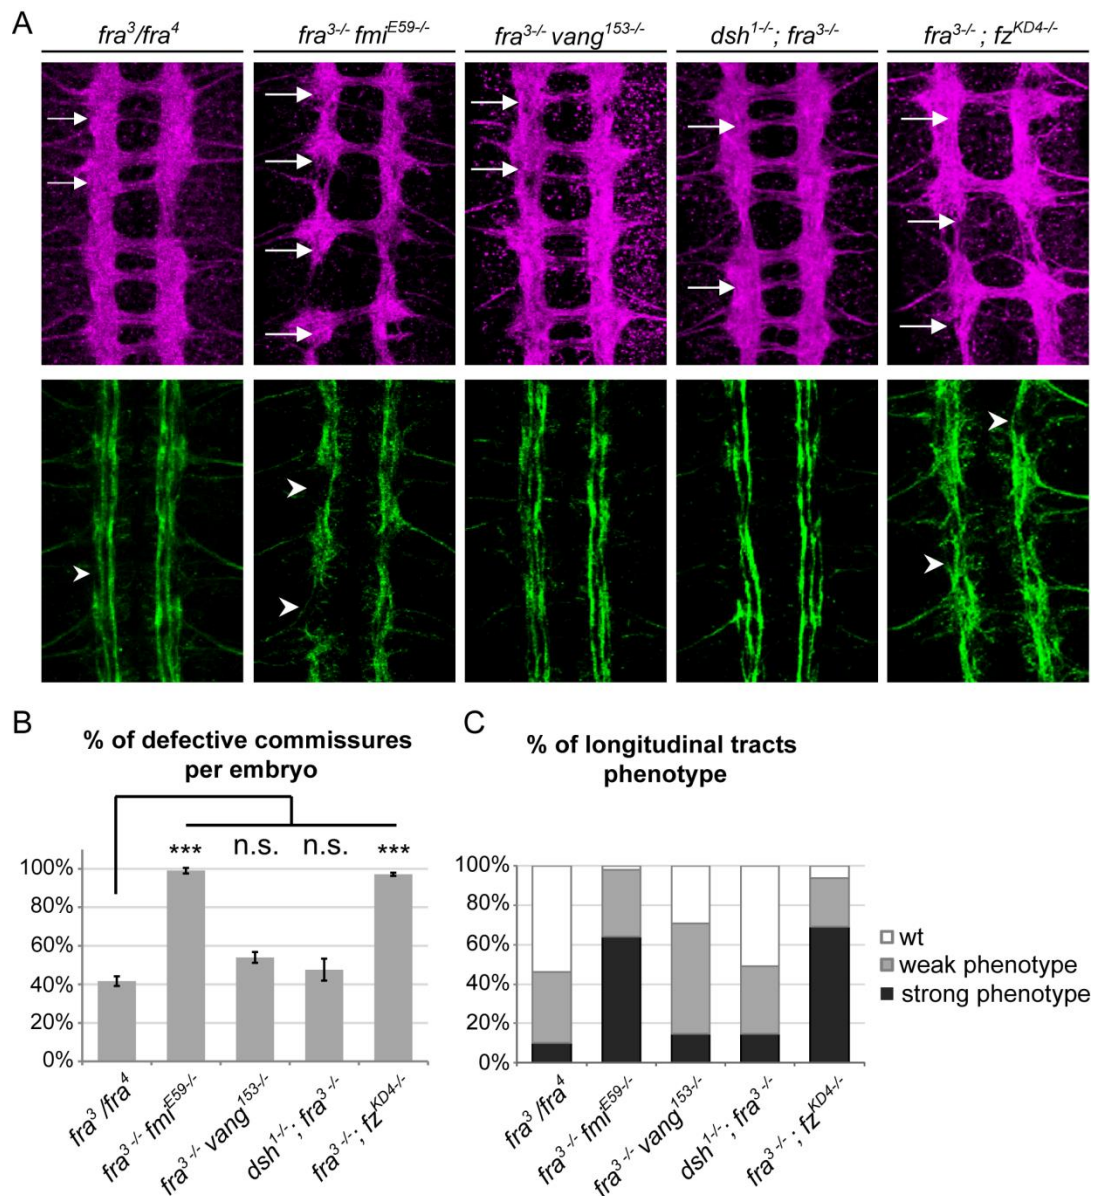 A
fra³/fra⁴ fra³⁻/⁻ fmiᴱ⁵⁹⁻/⁻ fra³⁻/⁻ vang¹⁵³⁻/⁻ dsh¹⁻/⁻; fra³⁻/⁻ fra³⁻/⁻ ; fzᴷᴰ⁴⁻/⁻
B
% of defective commissures
per embryo
*** n.s. n.s. ***
100%
80%
60%
40%
20%
0%
fra³ /fra⁴
fra³ ⁻/⁻ fmiᴱ⁵⁹⁻/⁻
fra³ ⁻/⁻ vang¹⁵³⁻/⁻
dsh¹⁻/⁻; fra³ ⁻/⁻
fra³ ⁻/⁻; fzᴷᴰ⁴⁻/⁻
C
% of longitudinal tracts
phenotype
100%
80%
60%
40%
20%
0%
fra³ /fra⁴
fra³ ⁻/⁻ fmiᴱ⁵⁹⁻/⁻
fra³ ⁻/⁻ vang¹⁵³⁻/⁻
dsh¹⁻/⁻; fra³ ⁻/⁻
fra³ ⁻/⁻; fzᴷᴰ⁴⁻/⁻
wt
weak phenotype
strong phenotype